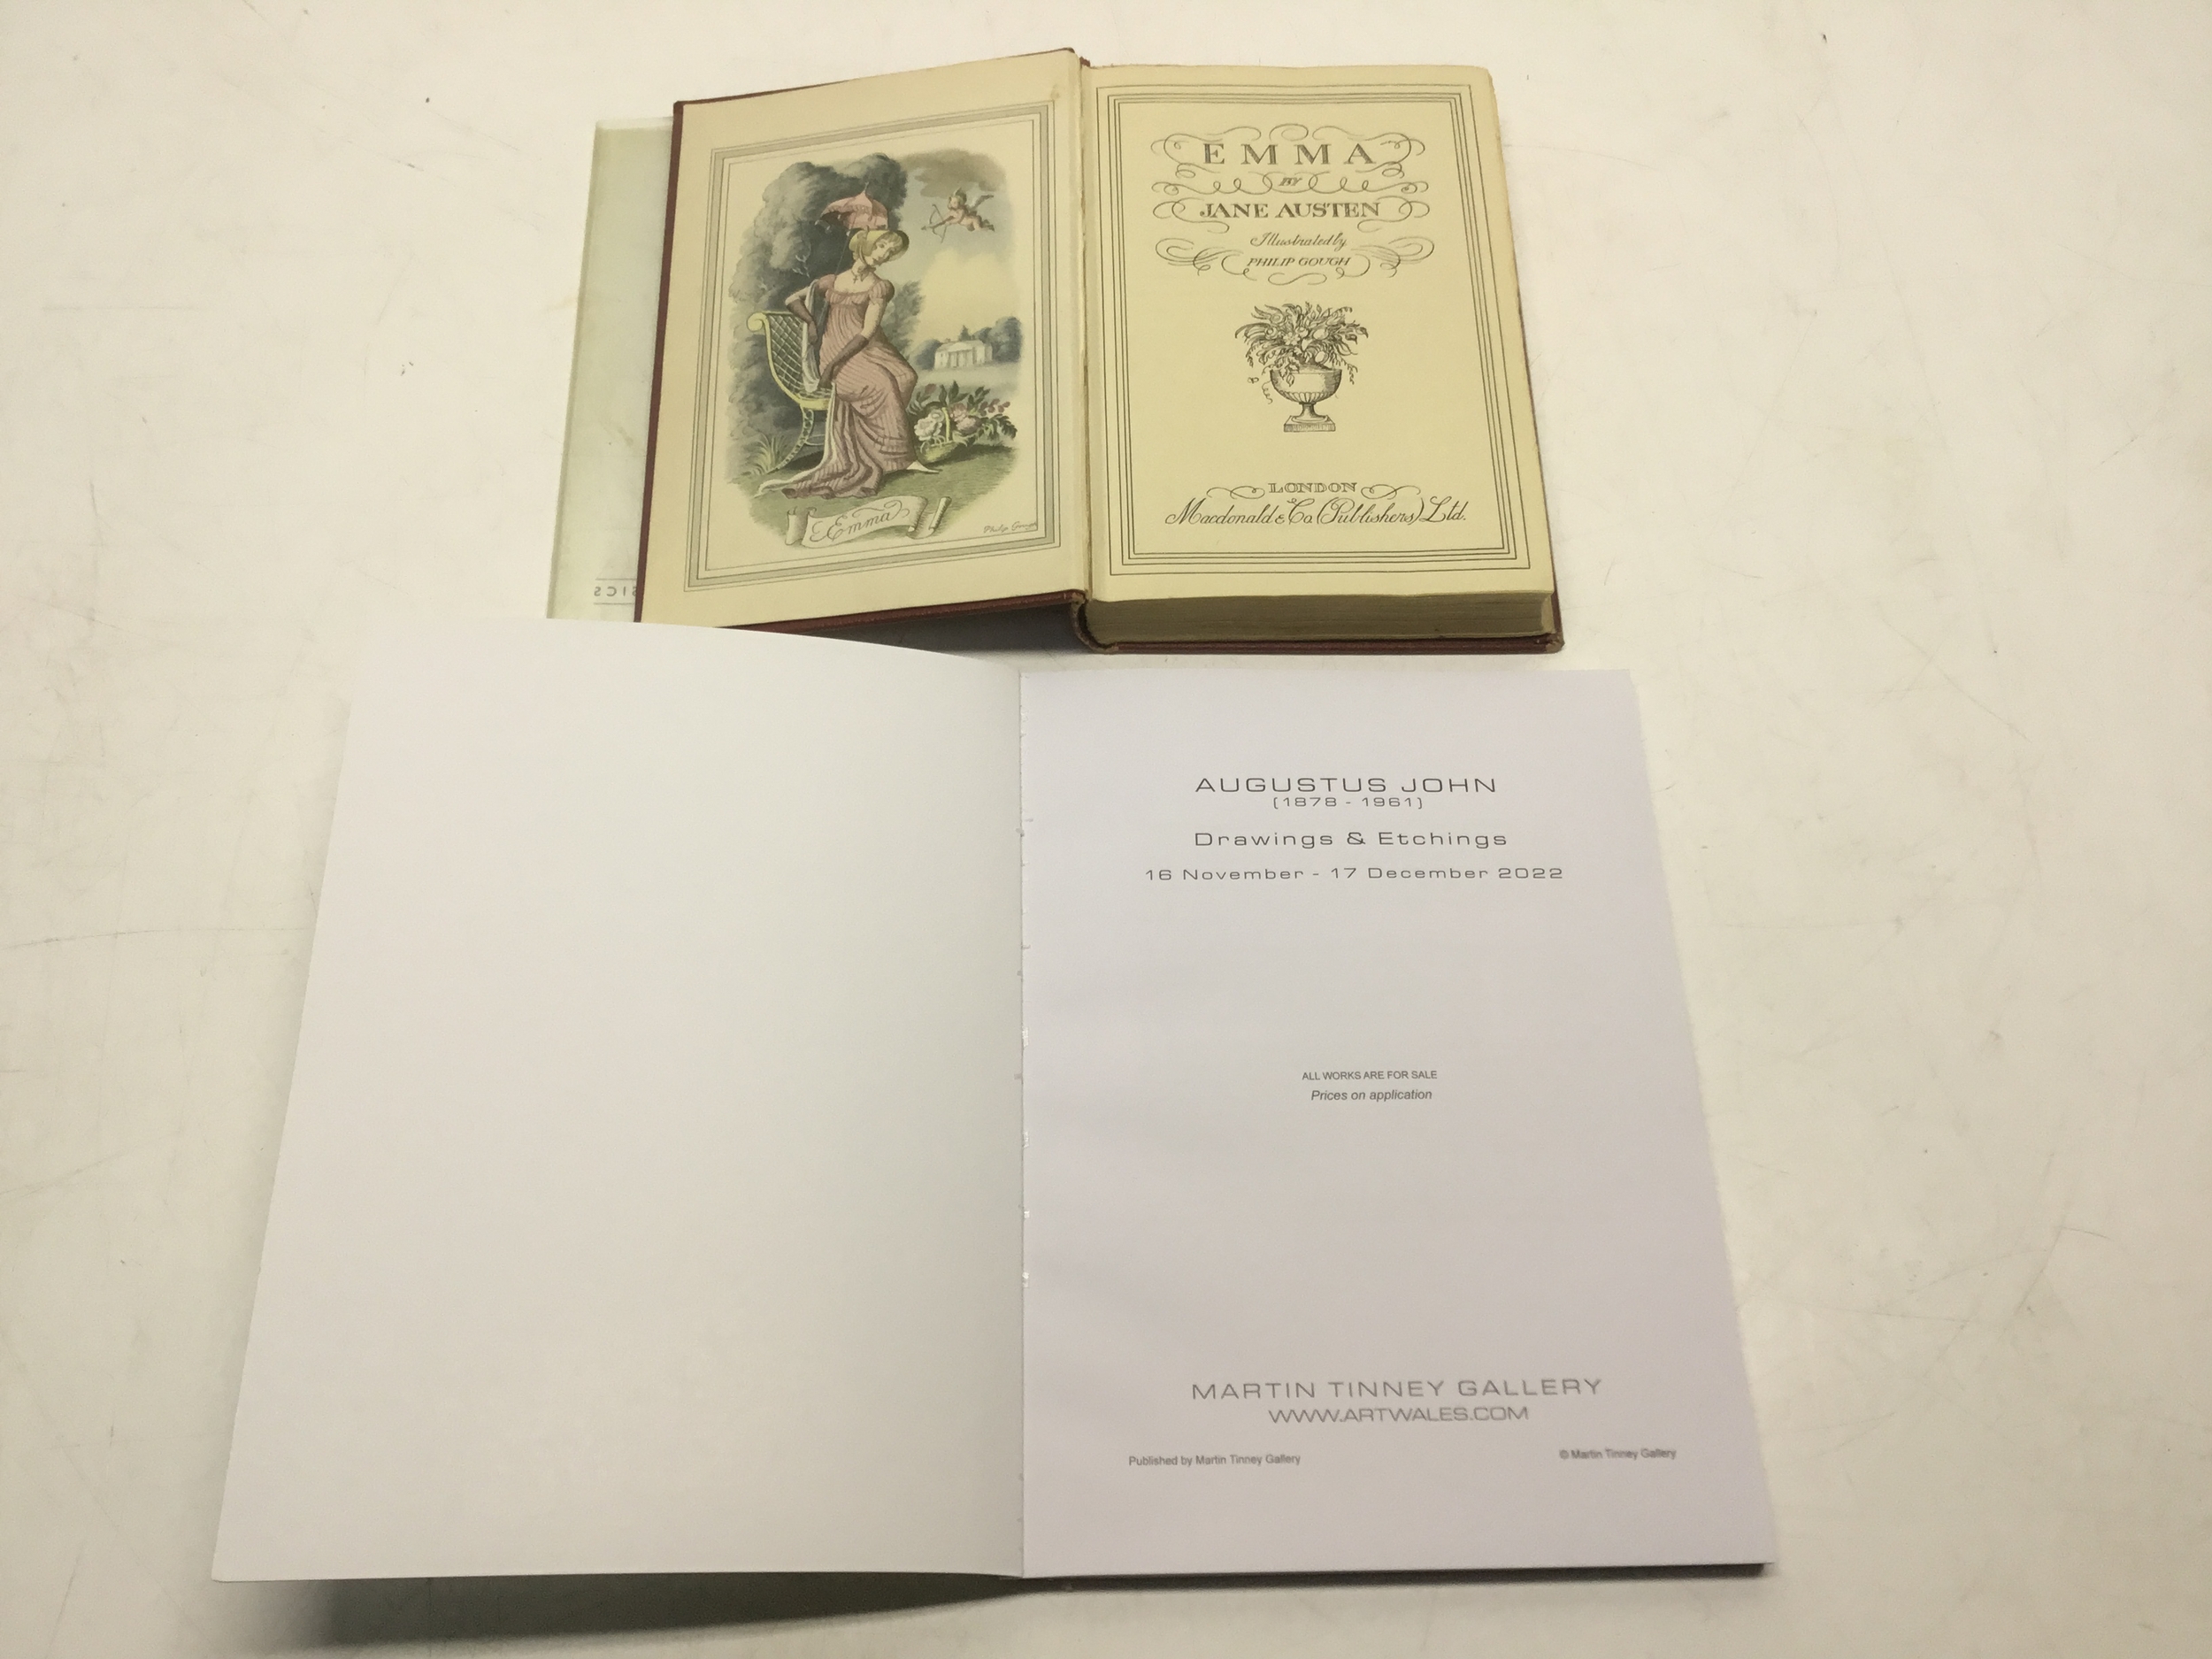 Emma
Philip Gough
EMMA
BY
JANE AUSTEN
Illustrated by
PHILIP GOUGH
LONDON
Macdonald & Co. (Publishers) Ltd.
AUGUSTUS JOHN
(1878 - 1961)
Drawings & Etchings
16 November - 17 December 2022
ALL WORKS ARE FOR SALE
Prices on application
MARTIN TINNEY GALLERY
WWW.ARTWALES.COM
Published by Martin Tinney Gallery
© Martin Tinney Gallery